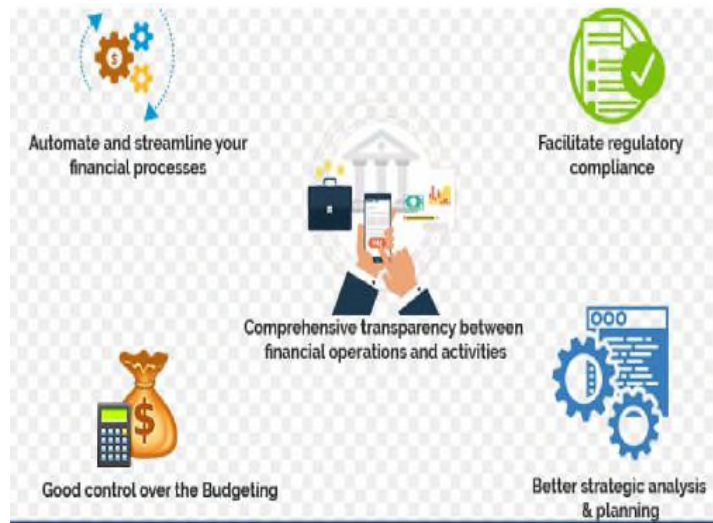 Automate and streamline your
financial processes
Facilitate regulatory
compliance
Comprehensive transparency between
financial operations and activities
Good control over the Budgeting
Better strategic analysis
& planning